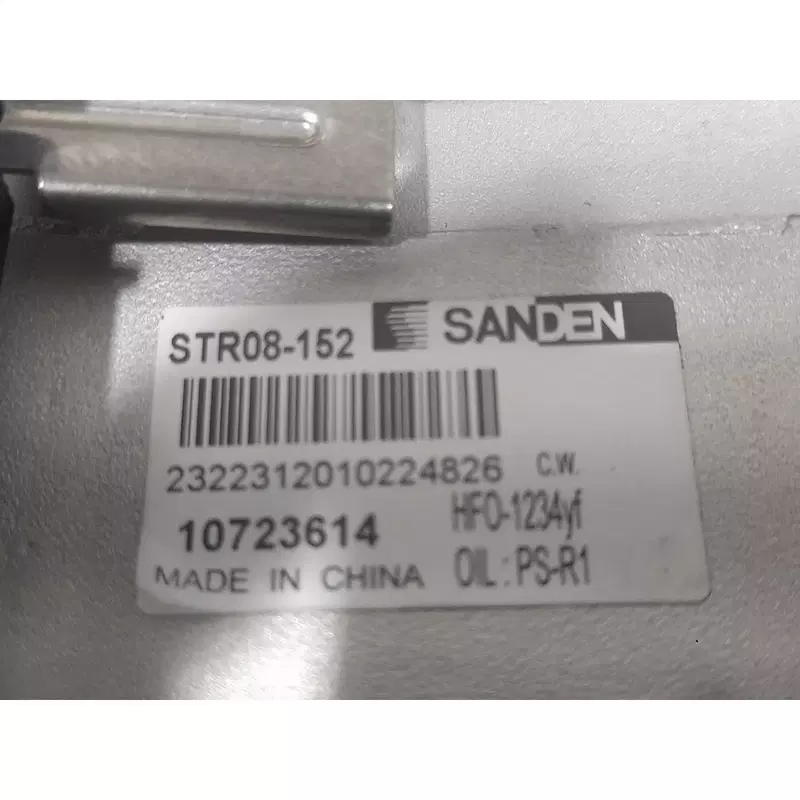 STR08-152 SANDEN
2322312010224826 C.W.
10723614 HFO-1234yf
MADE IN CHINA OIL : PS-R1